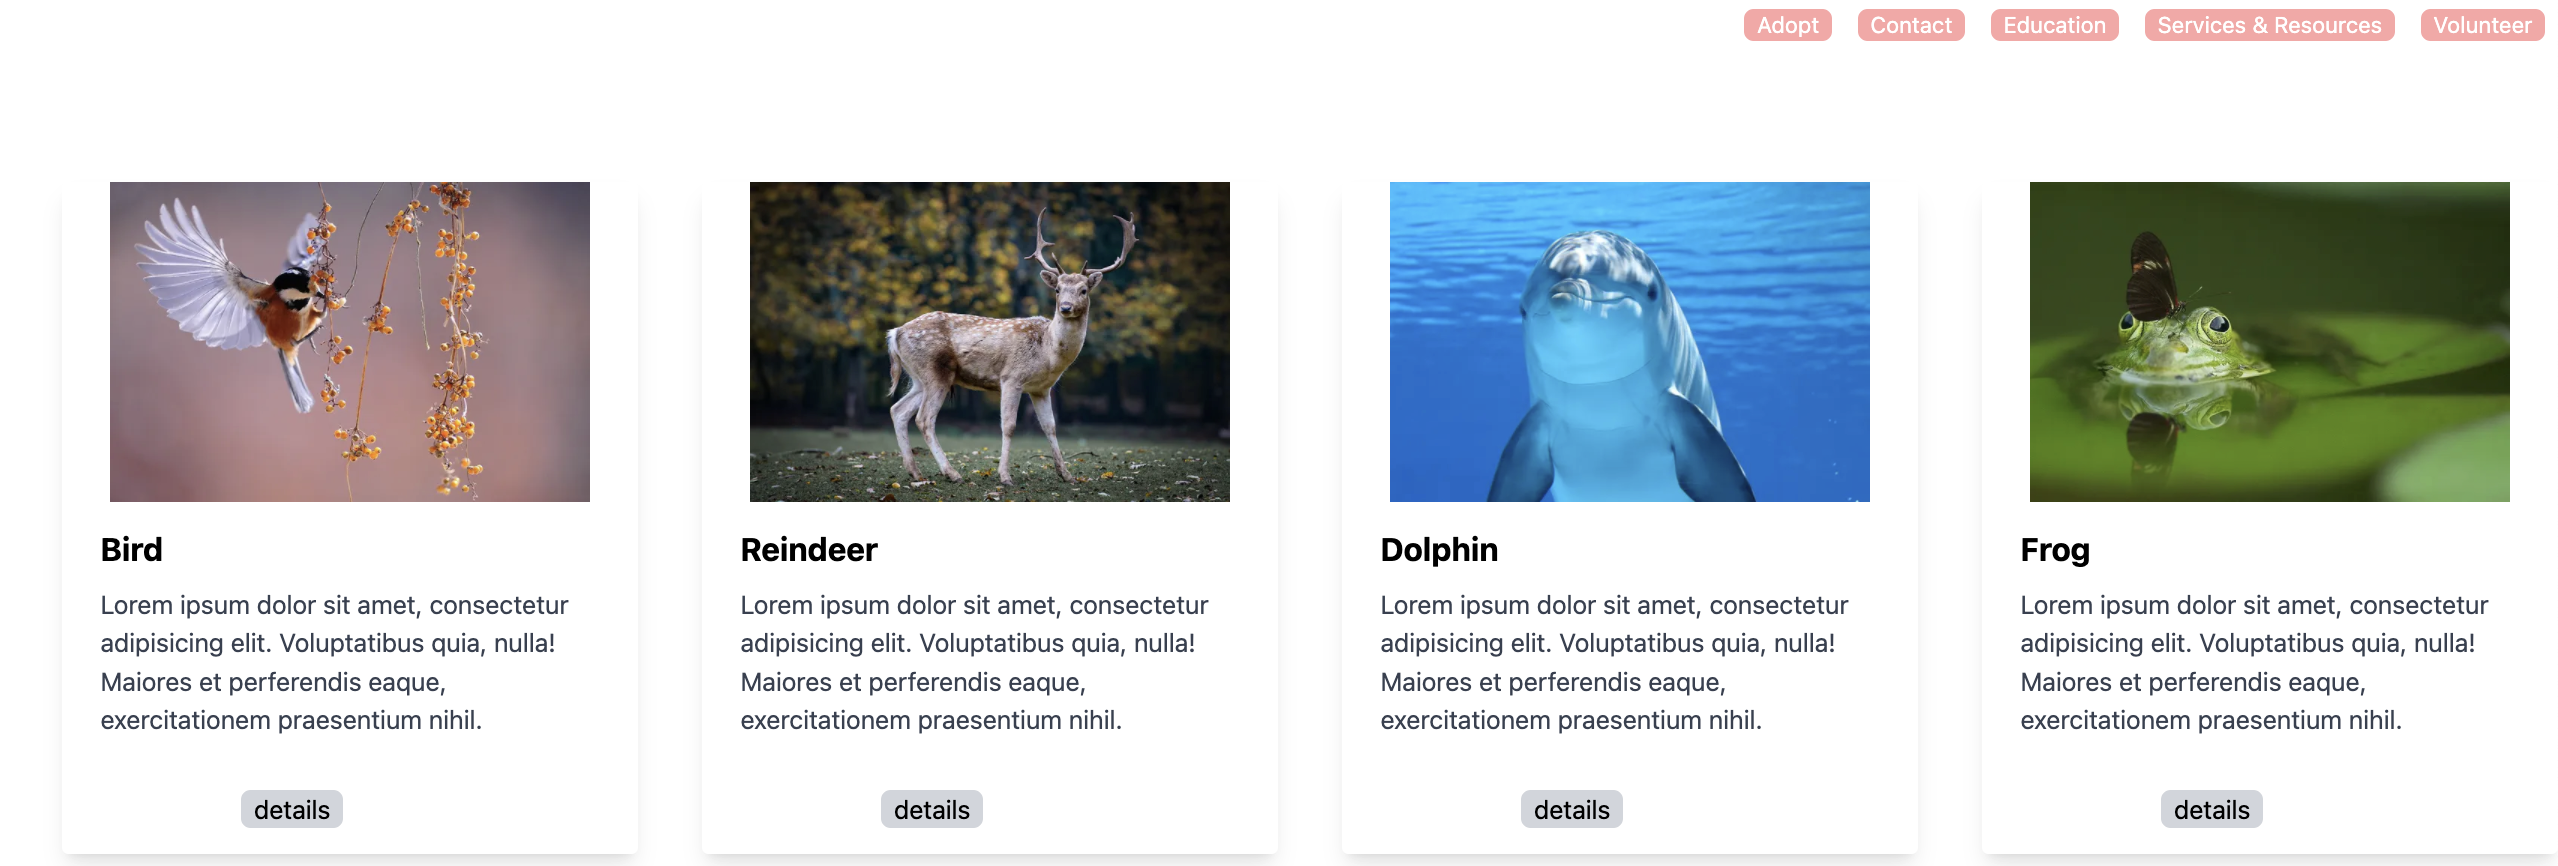 Adopt Contact Education Services & Resources Volunteer
Bird
Lorem ipsum dolor sit amet, consectetur
adipisicing elit. Voluptatibus quia, nulla!
Maiores et perferendis eaque,
exercitationem praesentium nihil.
details
Reindeer
Lorem ipsum dolor sit amet, consectetur
adipisicing elit. Voluptatibus quia, nulla!
Maiores et perferendis eaque,
exercitationem praesentium nihil.
details
Dolphin
Lorem ipsum dolor sit amet, consectetur
adipisicing elit. Voluptatibus quia, nulla!
Maiores et perferendis eaque,
exercitationem praesentium nihil.
details
Frog
Lorem ipsum dolor sit amet, consectetur
adipisicing elit. Voluptatibus quia, nulla!
Maiores et perferendis eaque,
exercitationem praesentium nihil.
details